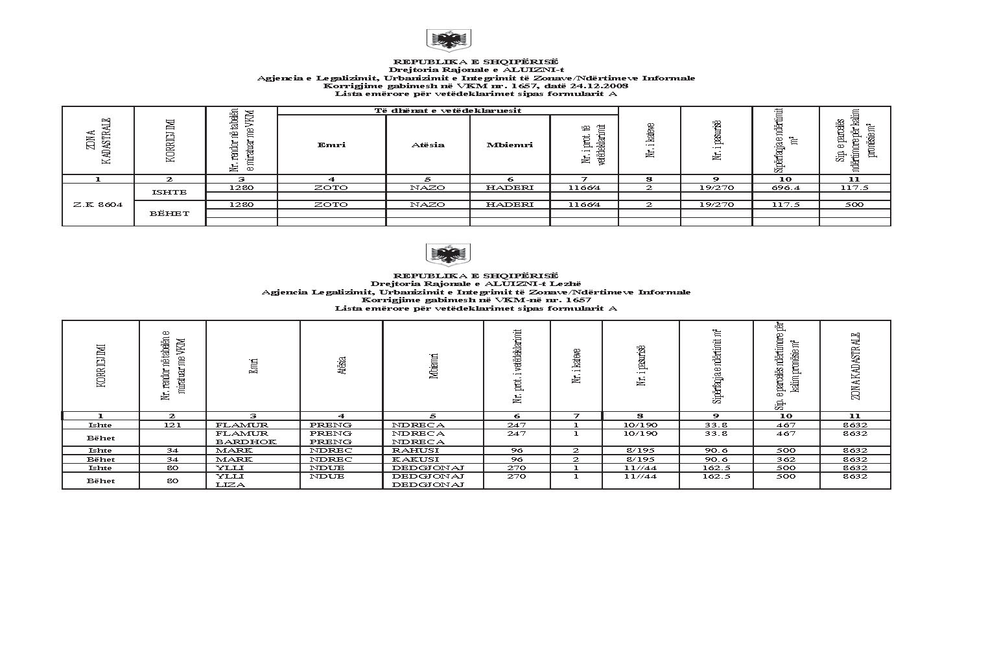 REPUBLIKA E SHQIPËRISË
Drejtoria Rajonale e ALUIZNI-t
Agjencia e Legalizimit, Urbanizimit e Integrimit të Zonave/Ndërtimeve Informale
Korrigjime gabimesh në VKM nr. 1657, datë 24.12.2008
Lista emërore për vetëdeklarimet sipas formularit A
ZONA KADASTRALE KORRIGJIMI Nr. rendor në tabelën e miratuar me VKM Të dhënat e vetëdeklaruesit Nr. i kateve Nr. i pasurisë Sipërfaqja e ndërtimit m² Sip. e parcelës ndërtimore për kalim pronësie m²
Emri Atësia Mbiemri Nr. i prot. të vetëdeklarimit
1 2 3 4 5 6 7 8 9 10 11
Z.K 8604 ISHTE 1280 ZOTO NAZO HADERI 11664 2 19/270 696.4 117.5
BËHET 1280 ZOTO NAZO HADERI 11664 2 19/270 117.5 500
REPUBLIKA E SHQIPËRISË
Drejtoria Rajonale e ALUIZNI-t Lezhë
Agjencia Legalizimit, Urbanizimit e Integrimit të Zonave/Ndërtimeve Informale
Korrigjime gabimesh në VKM-në nr. 1657
Lista emërore për vetëdeklarimet sipas formularit A
KORRIGJIMI Nr. rendor në tabelën e miratuar me VKM Emri Atësia Mbiemri Nr. prot. i vetëdeklarimit Nr. i kateve Nr. i pasurisë Sipërfaqja e ndërtimit m² Sip. e parcelës ndërtimore për kalim pronësie m² ZONA KADASTRALE
1 2 3 4 5 6 7 8 9 10 11
Ishte 121 FLAMUR PRENG NDRECA 247 1 10/190 33.8 467 8632
Bëhet FLAMUR PRENG NDRECA 247 1 10/190 33.8 467 8632
BARDHOK PRENG NDRECA
Ishte 34 MARK NDREC RAHUSI 96 2 8/195 90.6 500 8632
Bëhet 34 MARK NDREC KAKUSI 96 2 8/195 90.6 362 8632
Ishte 80 YLLI NDUE DEDGJONAJ 270 1 11//44 162.5 500 8632
Bëhet 80 YLLI NDUE DEDGJONAJ 270 1 11//44 162.5 500 8632
LIZA DEDGJONAJ